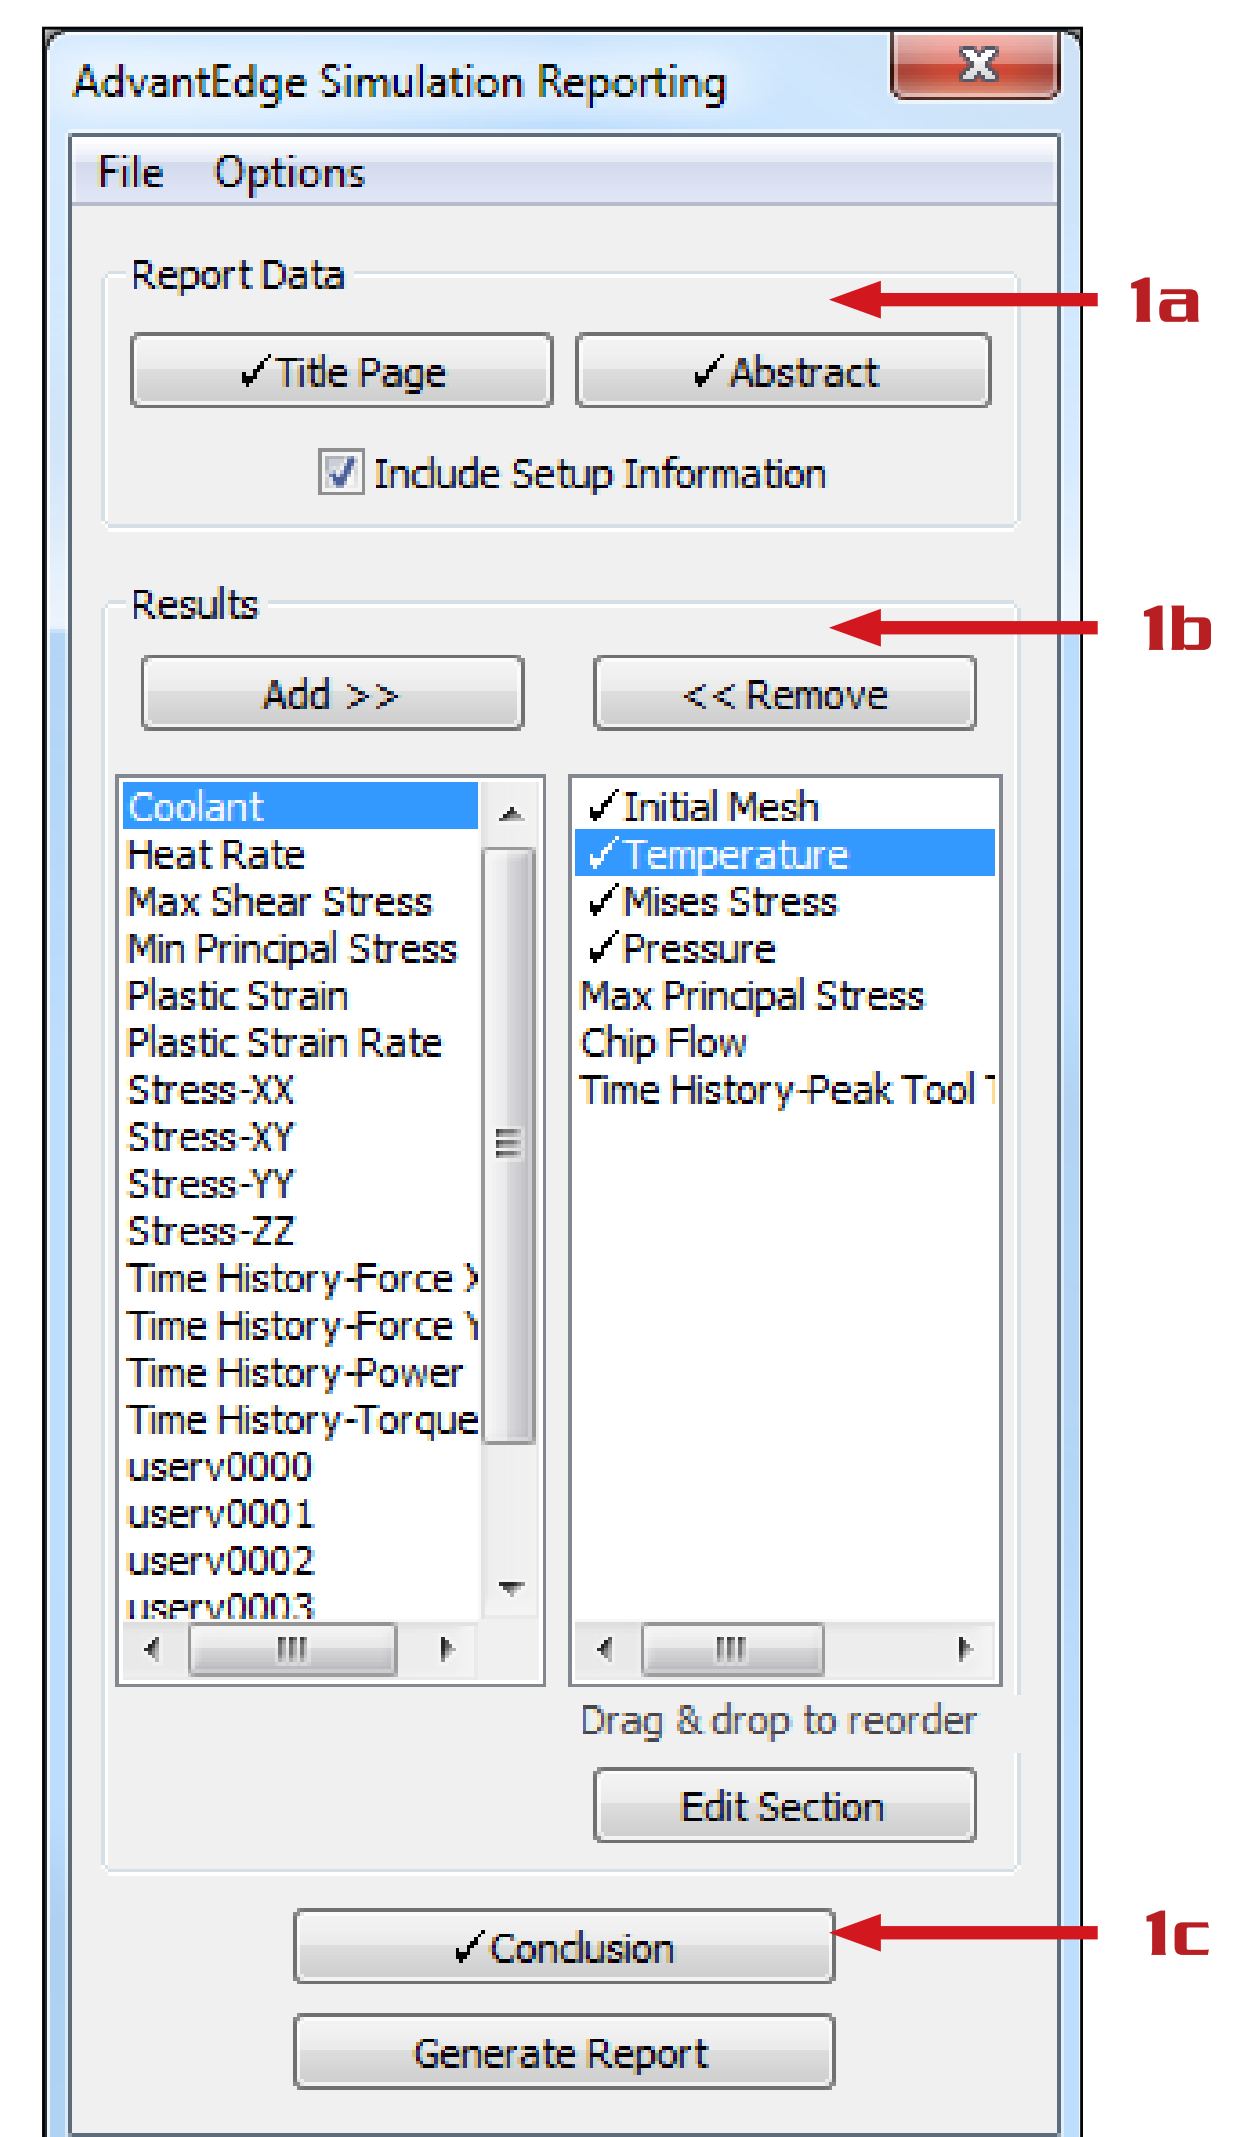 AdvantEdge Simulation Reporting
File Options
Report Data
1a
✓Title Page ✓Abstract
Include Setup Information
Results
1b
Add >> << Remove
Coolant
Heat Rate
Max Shear Stress
Min Principal Stress
Plastic Strain
Plastic Strain Rate
Stress-XX
Stress-XY
Stress-YY
Stress-ZZ
Time History-Force X
Time History-Force Y
Time History-Power
Time History-Torque
userv0000
userv0001
userv0002
userv0003
✓Initial Mesh
✓Temperature
✓Mises Stress
✓Pressure
Max Principal Stress
Chip Flow
Time History-Peak Tool T
Drag & drop to reorder
Edit Section
✓Conclusion
1c
Generate Report